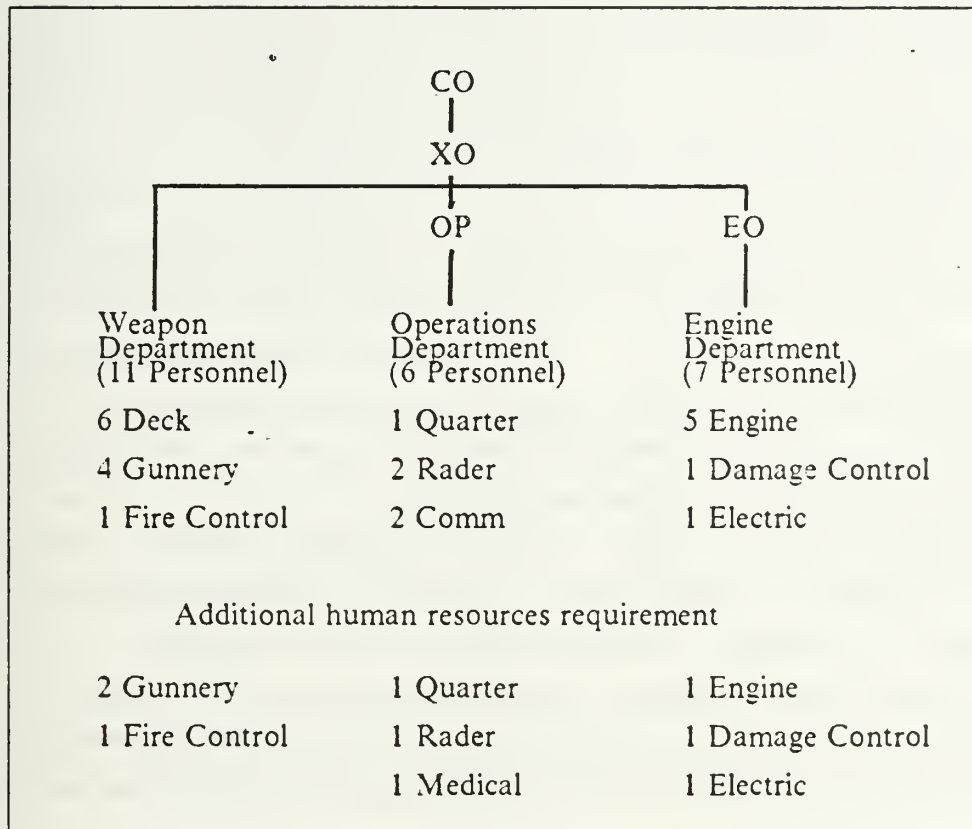 CO
XO
OP
EO
Weapon
Department
(11 Personnel)
6 Deck
4 Gunnery
1 Fire Control
Operations
Department
(6 Personnel)
1 Quarter
2 Rader
2 Comm
Engine
Department
(7 Personnel)
5 Engine
1 Damage Control
1 Electric
Additional human resources requirement
2 Gunnery
1 Fire Control
1 Quarter
1 Rader
1 Medical
1 Engine
1 Damage Control
1 Electric